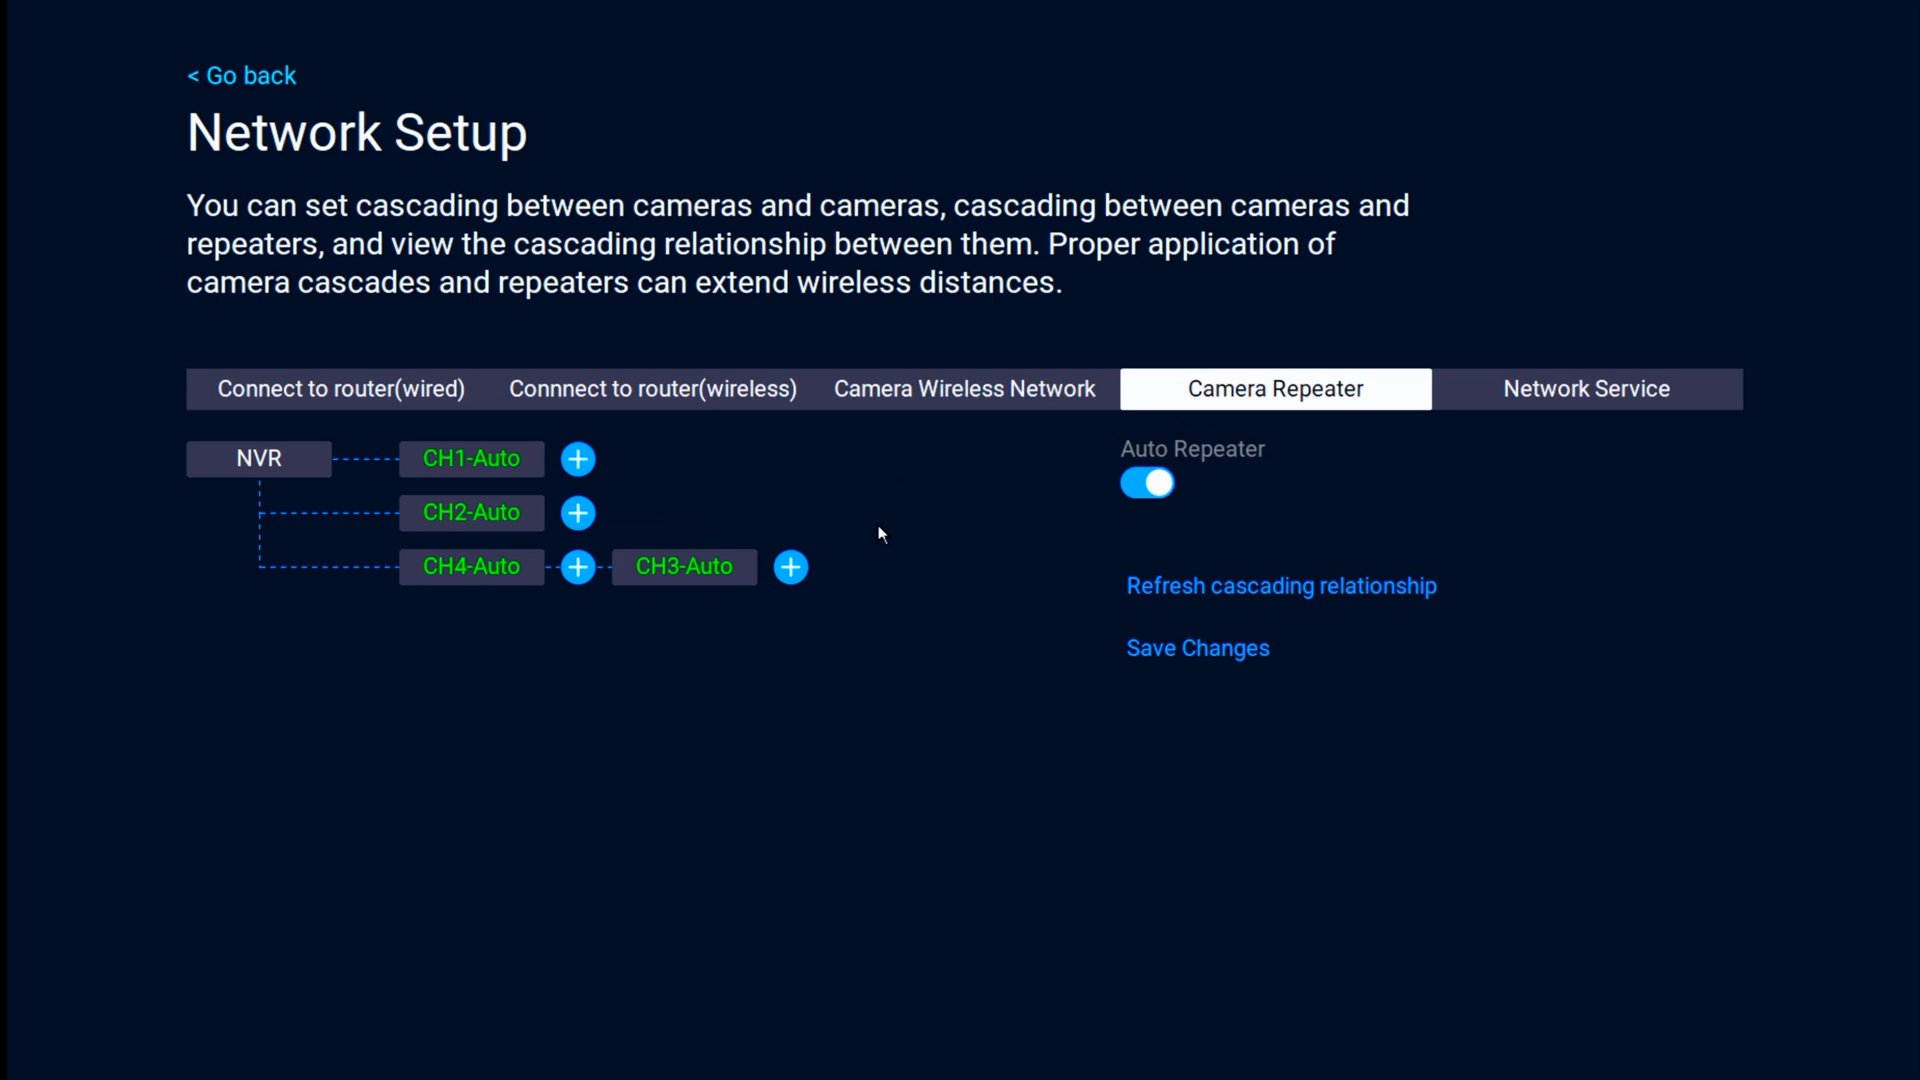 < Go back
Network Setup
You can set cascading between cameras and cameras, cascading between cameras and
repeaters, and view the cascading relationship between them. Proper application of
camera cascades and repeaters can extend wireless distances.
Connect to router(wired) Connnect to router(wireless) Camera Wireless Network Camera Repeater Network Service
NVR CH1-Auto
CH2-Auto
CH4-Auto CH3-Auto
Auto Repeater
Refresh cascading relationship
Save Changes